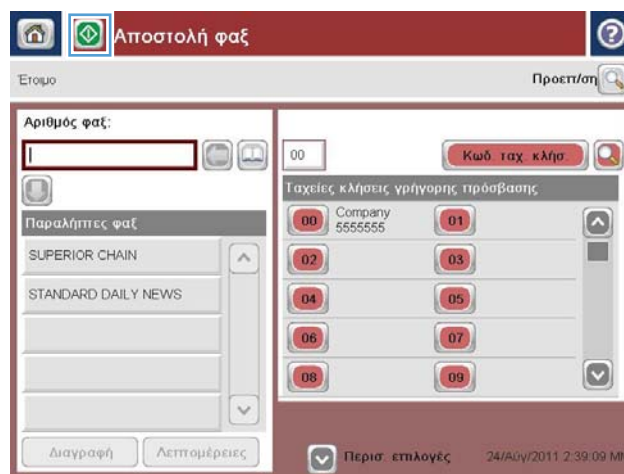 Αποστολή φαξ
Έτοιμο
Προεπ/ση
Αριθμός φαξ:
00
Κωδ. ταχ. κλήσ.
Ταχείες κλήσεις γρήγορης πρόσβασης
Παραλήπτες φαξ
SUPERIOR CHAIN
STANDARD DAILY NEWS
00 Company 01
5555555
02 03
04 05
06 07
08 09
Διαγραφή Λεπτομέρειες
Περισ. επιλογές 24/Αύγ/2011 2:39:09 ΜΜ